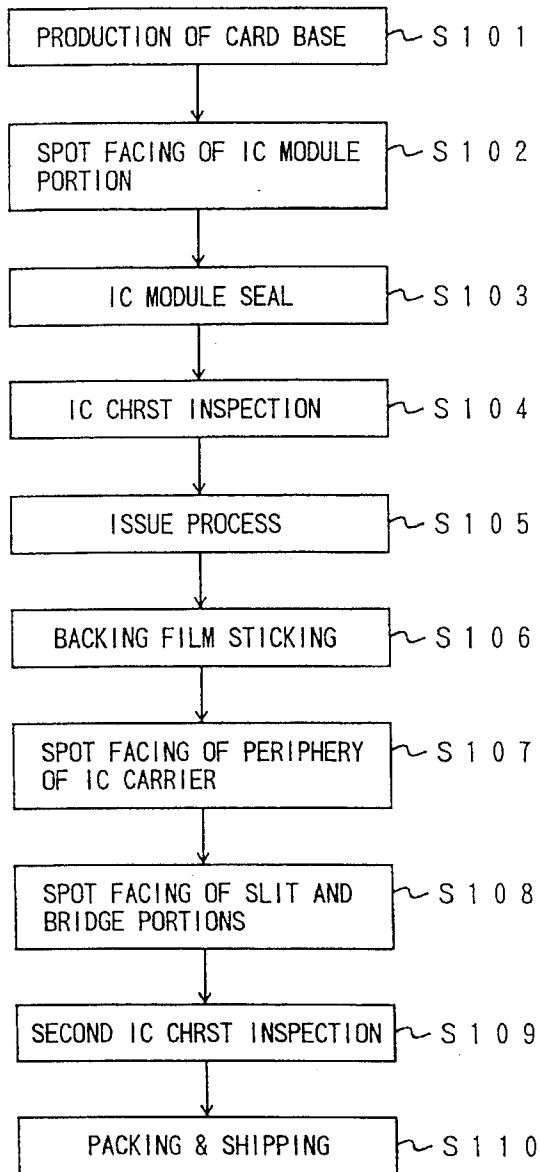 PRODUCTION OF CARD BASE S101
SPOT FACING OF IC MODULE S102
PORTION
IC MODULE SEAL S103
IC CHRST INSPECTION S104
ISSUE PROCESS S105
BACKING FILM STICKING S106
SPOT FACING OF PERIPHERY S107
OF IC CARRIER
SPOT FACING OF SLIT AND S108
BRIDGE PORTIONS
SECOND IC CHRST INSPECTION S109
PACKING & SHIPPING S110